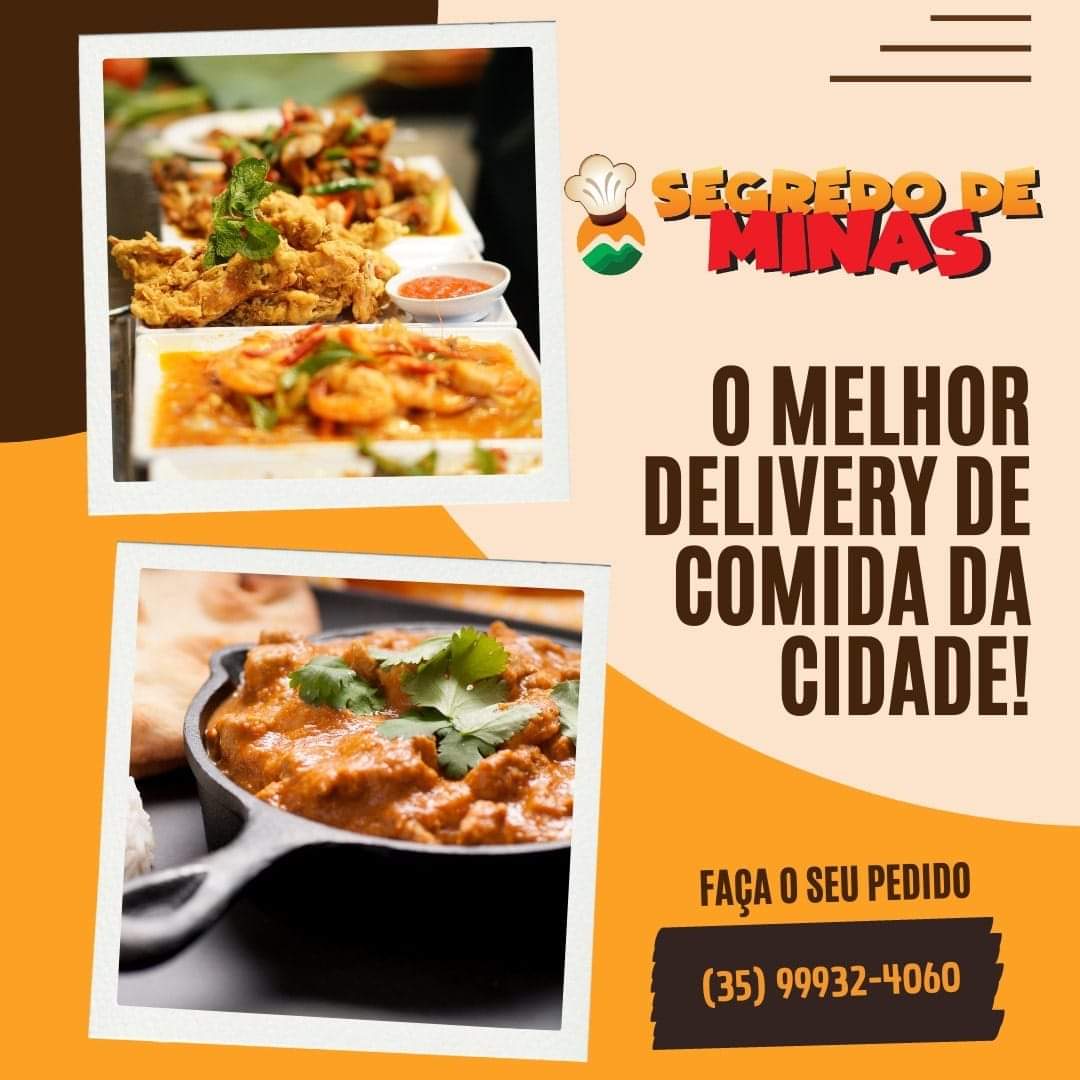 SEGREDO DE
MINAS
O MELHOR
DELIVERY DE
COMIDA DA
CIDADE!
FAÇA O SEU PEDIDO
(35) 99932-4060